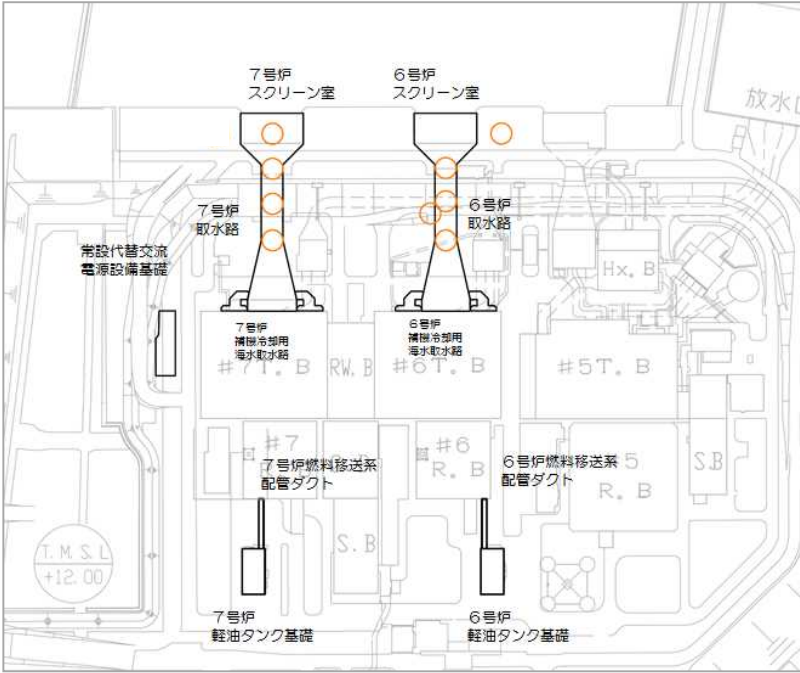 7号炉
スクリーン室
6号炉
スクリーン室
放水口
7号炉
取水路
6号炉
取水路
常設代替交流
電源設備基礎
Hx. B
7号炉
補機冷却用
海水取水路
6号炉
補機冷却用
海水取水路
#7T. B
RW. B
#6T. B
#5T. B
#7
R. B
#6
R. B
5
R. B
S.B
7号炉燃料移送系
配管ダクト
6号炉燃料移送系
配管ダクト
S. B
T. M. S. L
+12. 00
7号炉
軽油タンク基礎
6号炉
軽油タンク基礎